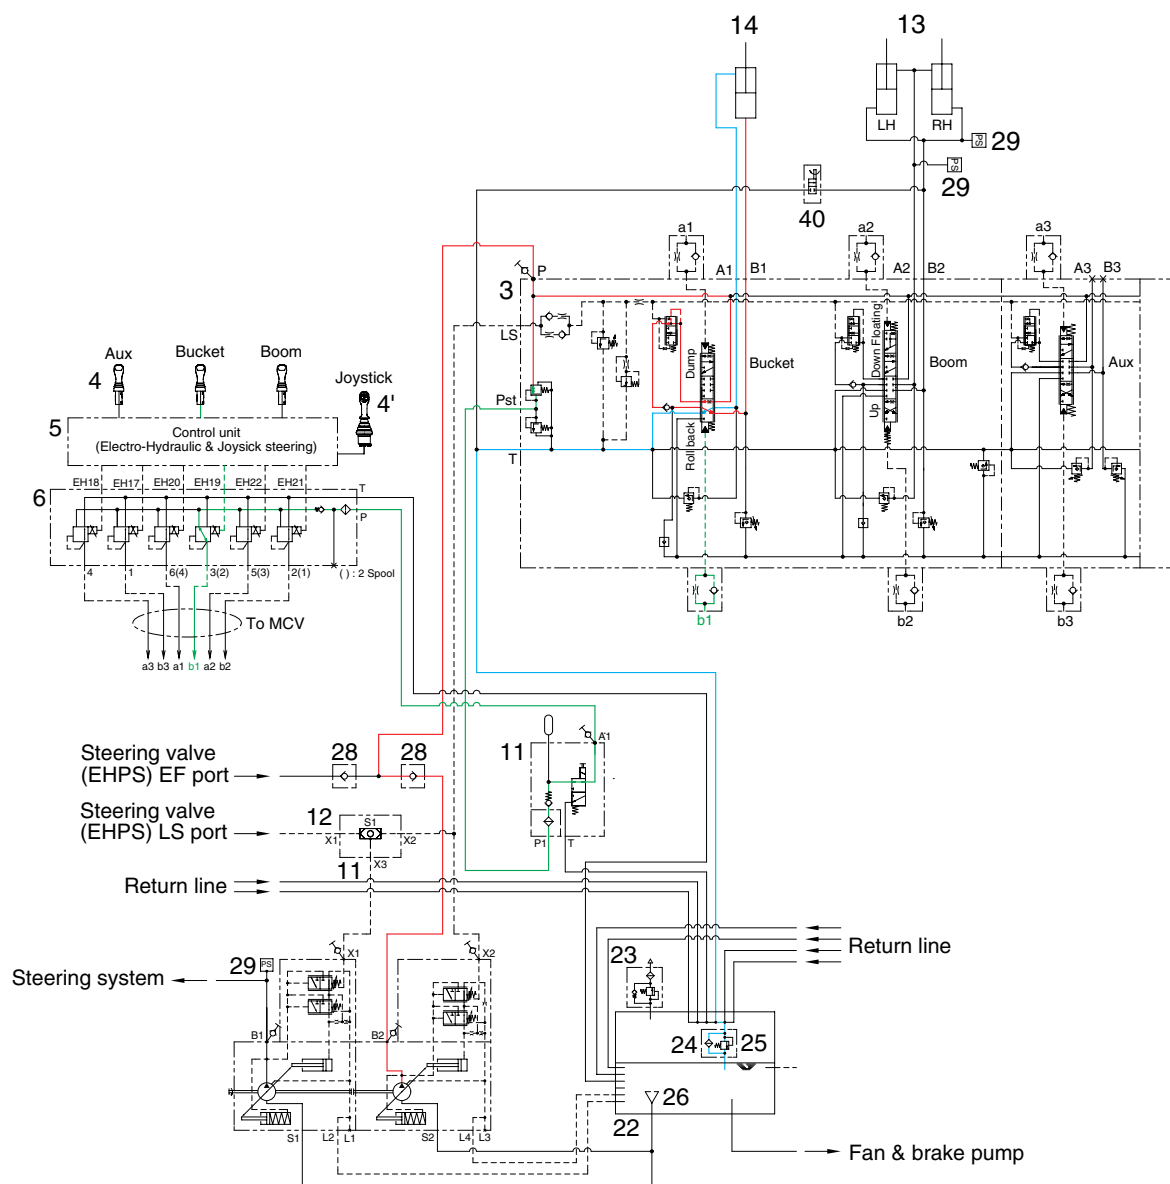 14
13
LH
RH
PS
29
PS
29
40
a1
a2
a3
A1
B1
A2
B2
A3
B3
P
3
LS
Dump
Bucket
Down Floating
Boom
Aux
Pst
Roll back
Up
T
b1
b2
b3
Aux
Bucket
Boom
Joystick
4
4'
5
Control unit
(Electro-Hydraulic & Joysick steering)
EH18
EH17
EH20
EH19
EH22
EH21
T
6
P
4
1
6(4)
3(2)
5(3)
2(1)
( ) : 2 Spool
To MCV
a3
b3
a1
b1
a2
b2
Steering valve
(EHPS) EF port
28
28
11
A1
Steering valve
(EHPS) LS port
12
S1
X1
X2
X3
11
P1
T
Return line
Return line
Steering system
29
PS
X1
X2
B1
B2
S1
L2
L1
S2
L4
L3
23
24
25
26
22
Fan & brake pump